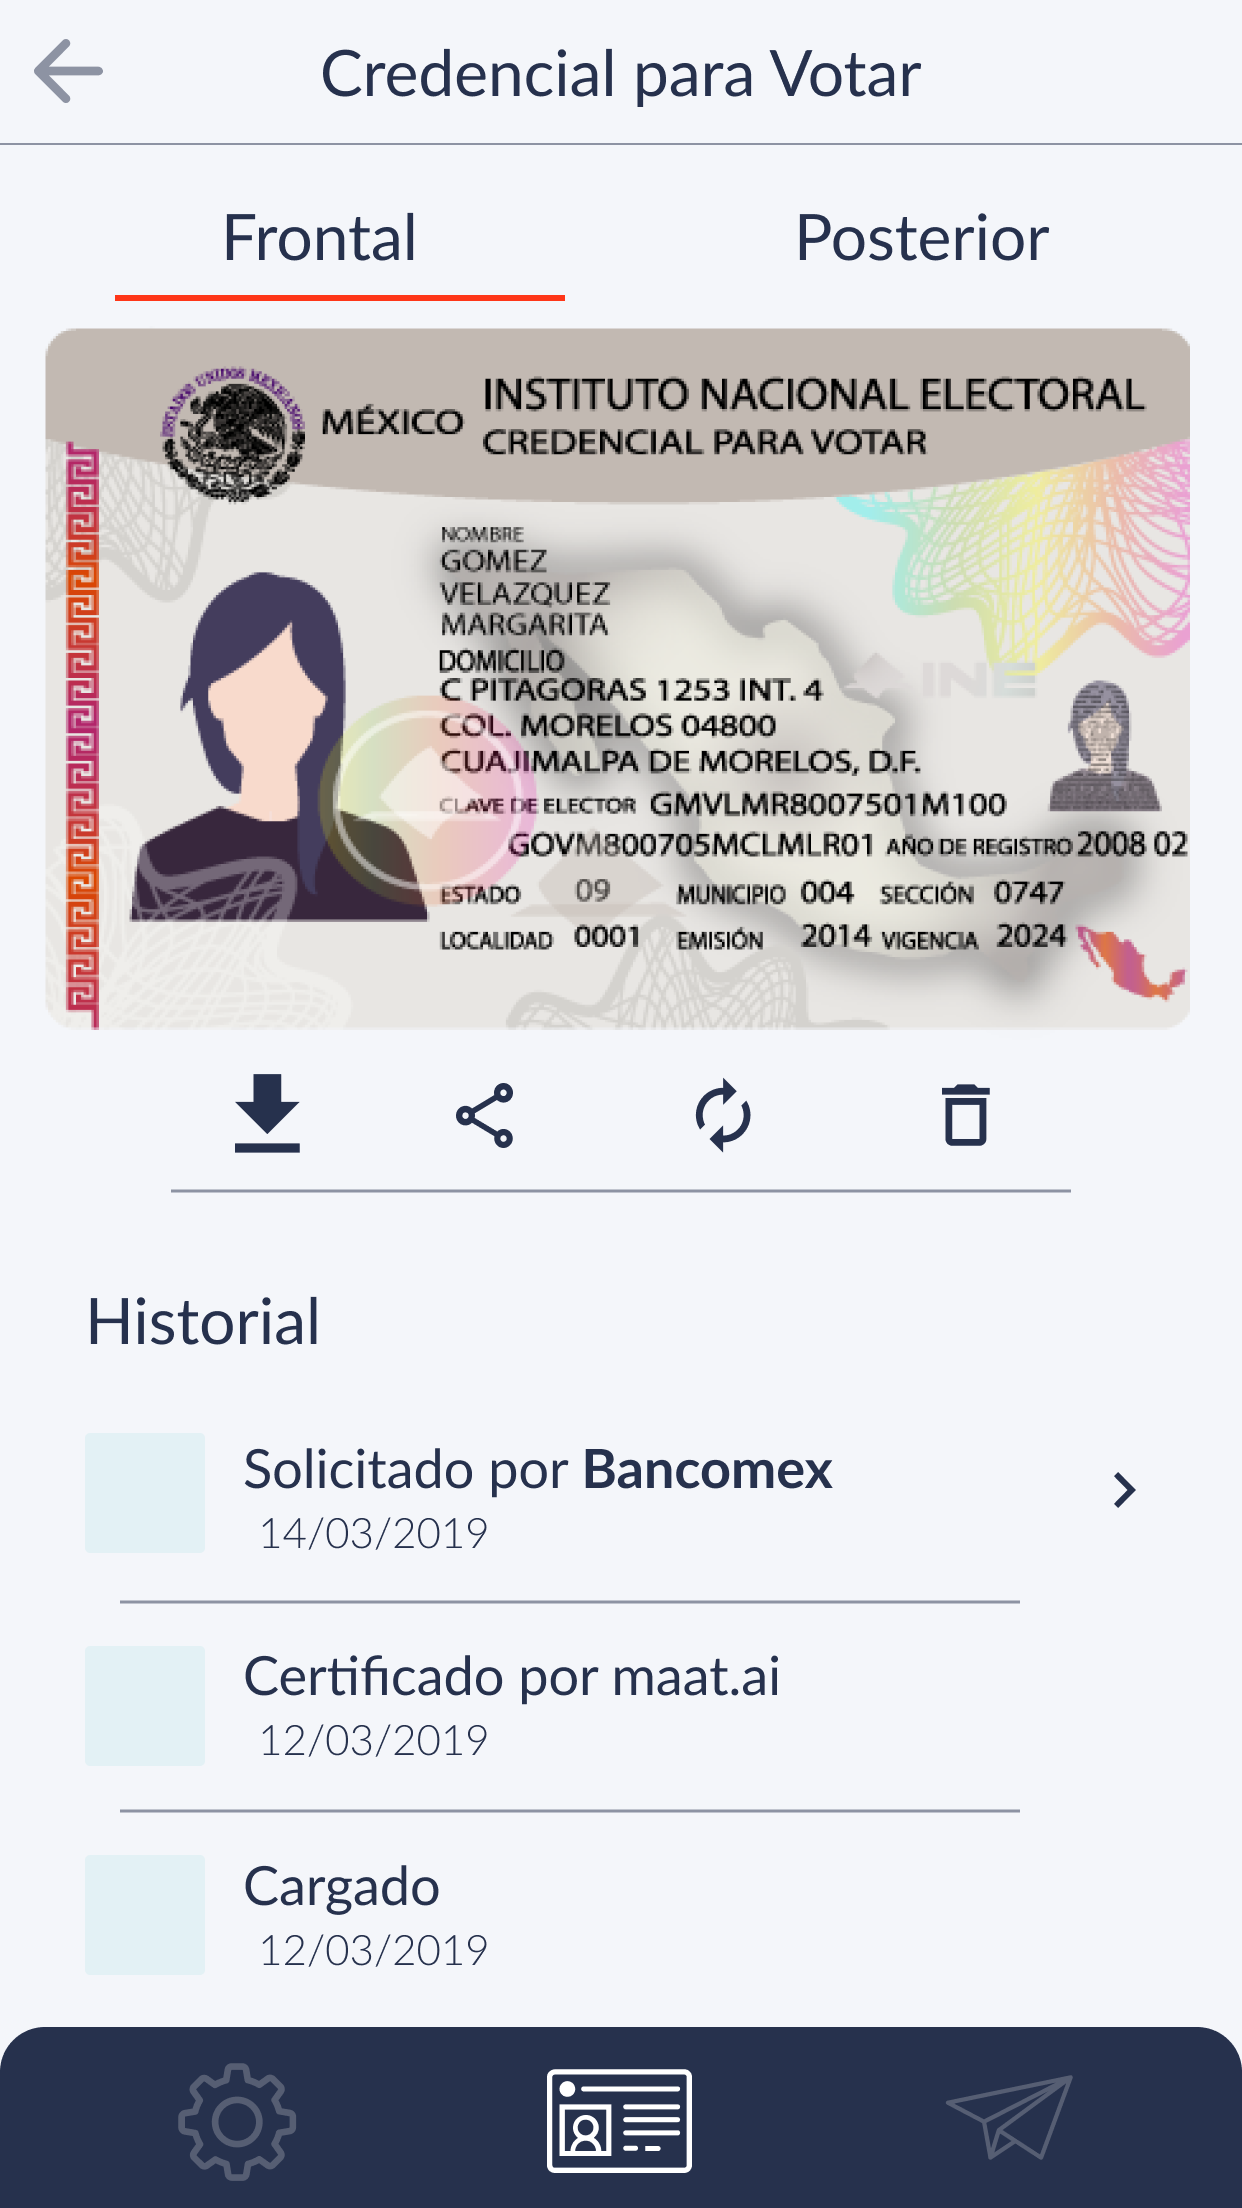 Credencial para Votar
Frontal
Posterior
ESTADOS UNIDOS MEXICANOS
MÉXICO
INSTITUTO NACIONAL ELECTORAL
CREDENCIAL PARA VOTAR
NOMBRE
GOMEZ
VELAZQUEZ
MARGARITA
DOMICILIO
C PITAGORAS 1253 INT. 4
COL. MORELOS 04800
CUAJIMALPA DE MORELOS, D.F.
INE
CLAVE DE ELECTOR GMVLMR8007501M100
GOVM800705MCLMLR01 AÑO DE REGISTRO 2008 02
ESTADO 09 MUNICIPIO 004 SECCIÓN 0747
LOCALIDAD 0001 EMISIÓN 2014 VIGENCIA 2024
Historial
Solicitado por Bancomex
14/03/2019
Certificado por maat.ai
12/03/2019
Cargado
12/03/2019